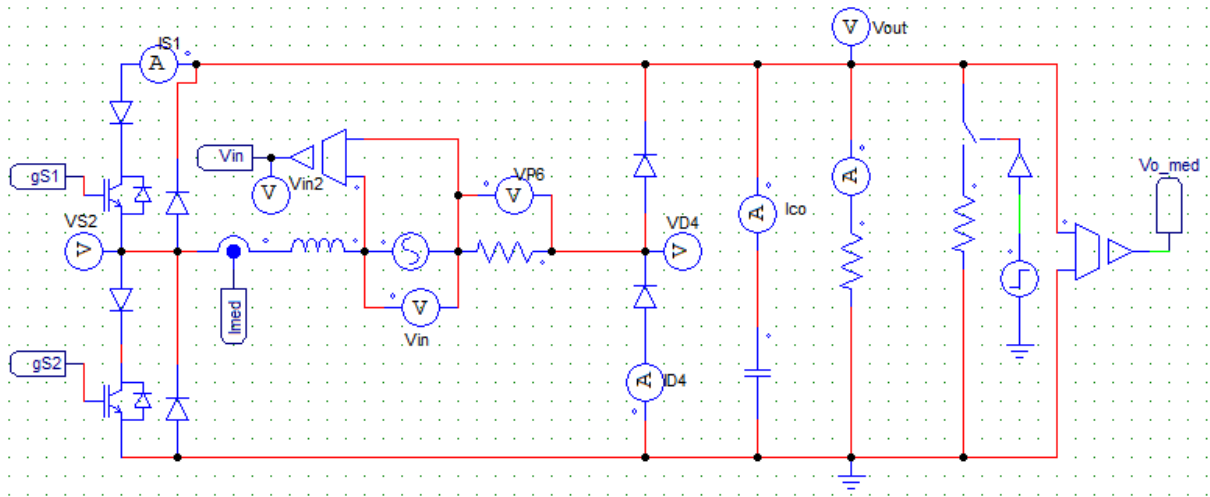 Vout
IS1
A
V
Vin
Vin2
V
VP6
V
gS1
A
Vo_med
VS2
V
Ico
A
VD4
V
Imed
V
Vin
gS2
A
ID4